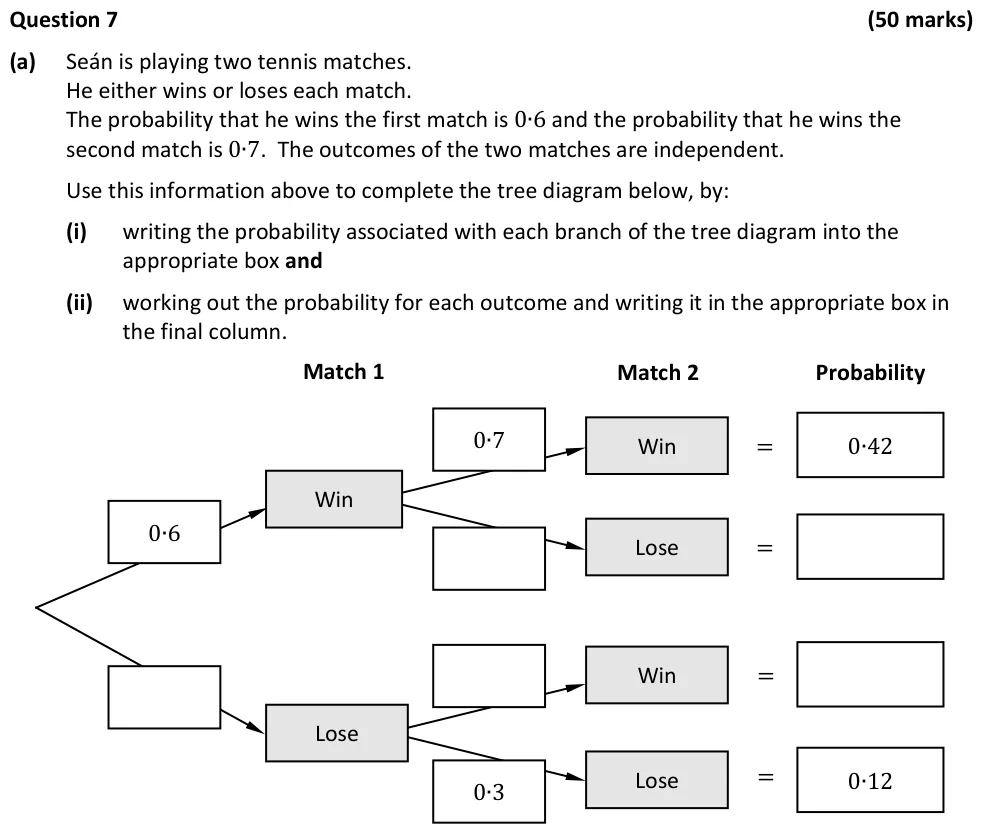 Question 7 (50 marks)
(a) Seán is playing two tennis matches.
He either wins or loses each match.
The probability that he wins the first match is 0·6 and the probability that he wins the
second match is 0·7. The outcomes of the two matches are independent.
Use this information above to complete the tree diagram below, by:
(i) writing the probability associated with each branch of the tree diagram into the
appropriate box and
(ii) working out the probability for each outcome and writing it in the appropriate box in
the final column.
Match 1 Match 2 Probability
0·7 Win = 0·42
Win
0·6
Lose =
Win =
Lose
0·3 Lose = 0·12